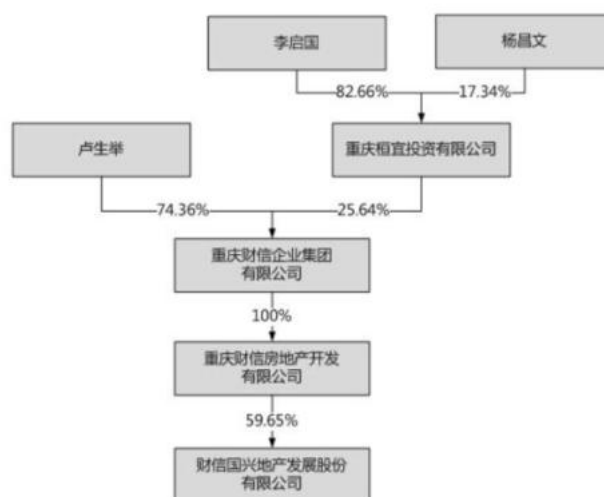 李启国
杨昌文
82.66%
17.34%
卢生举
重庆桓宜投资有限公司
74.36%
25.64%
重庆财信企业集团
有限公司
100%
重庆财信房地产开发
有限公司
59.65%
财信国兴地产发展股份
有限公司